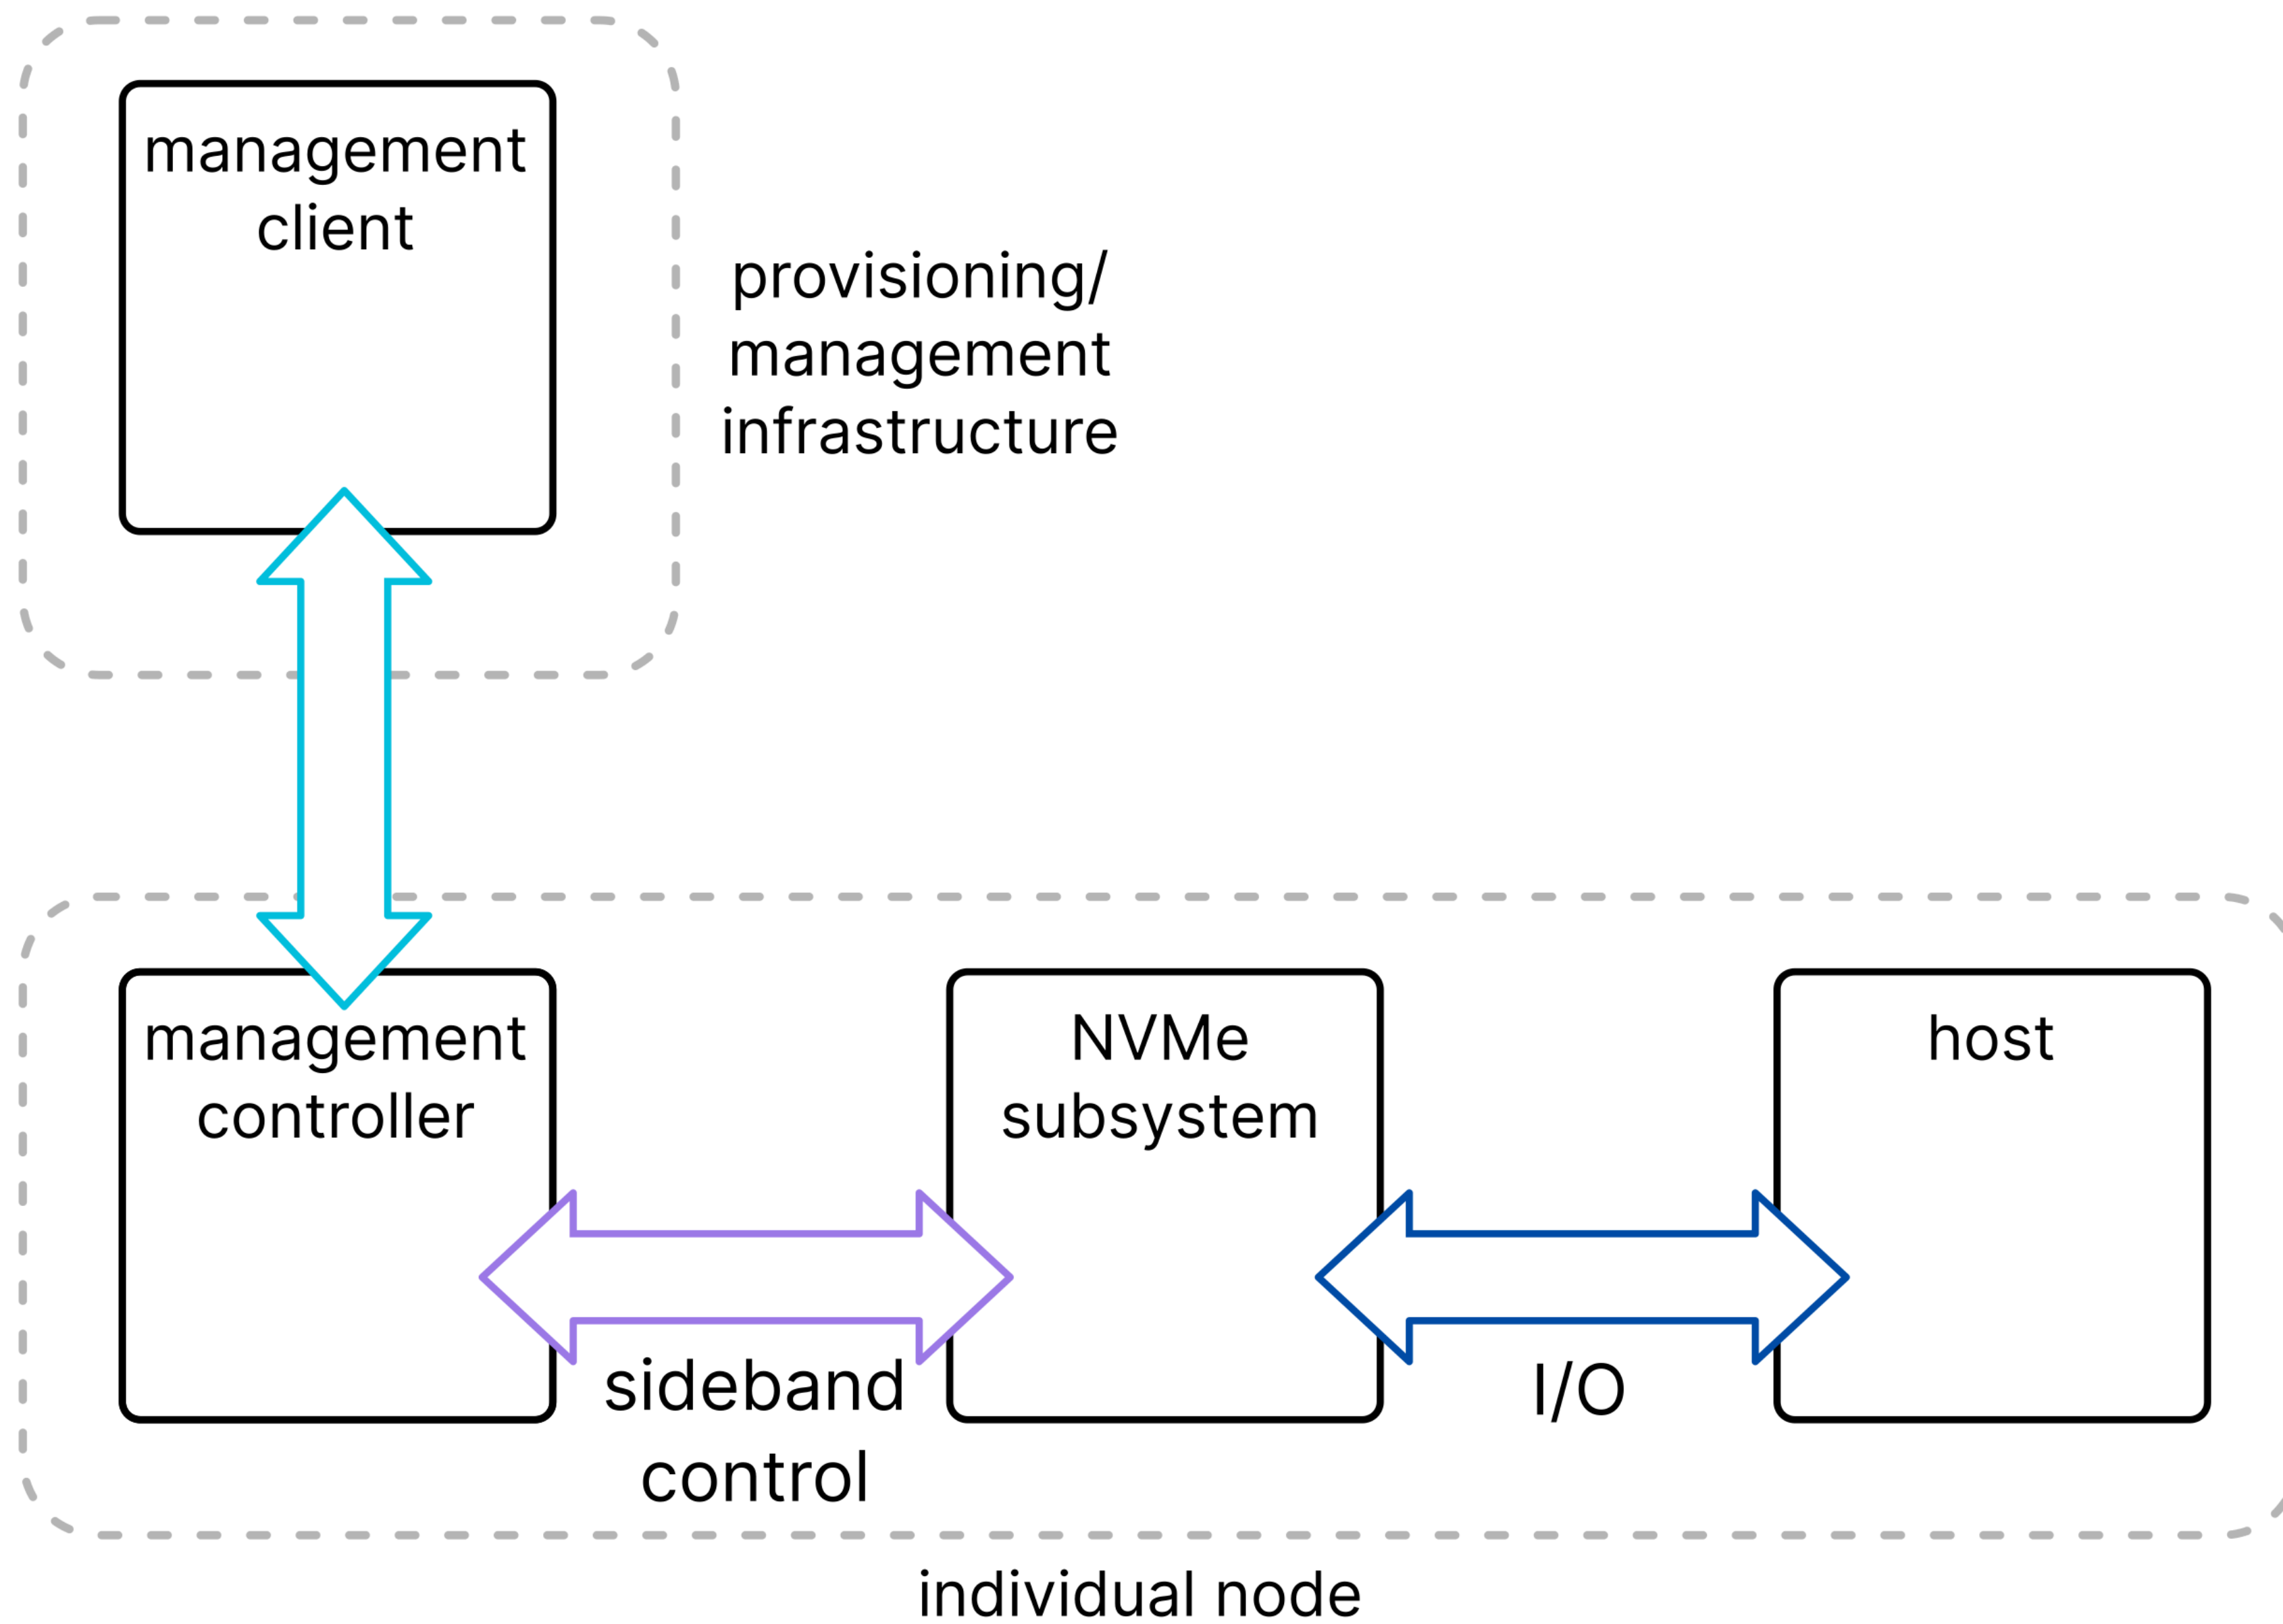 management
client
provisioning/
management
infrastructure
management
controller
NVMe
subsystem
host
sideband
control
I/O
individual node